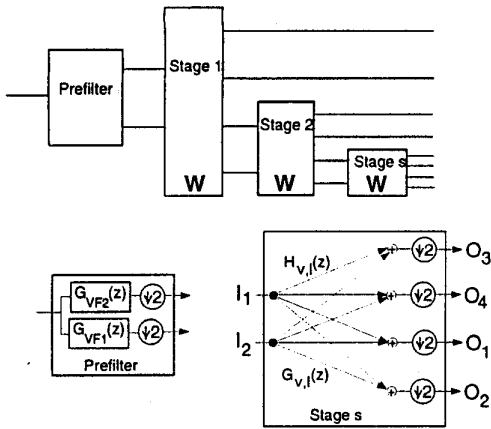 Stage 1
Prefilter
Stage 2
Stage s
W
W
W
G_VF2(z) ↓2
G_VF1(z) ↓2
Prefilter
H_v,l(z)
↓2 O_3
I_1
↓2 O_4
I_2
↓2 O_1
G_v,l(z)
↓2 O_2
Stage s